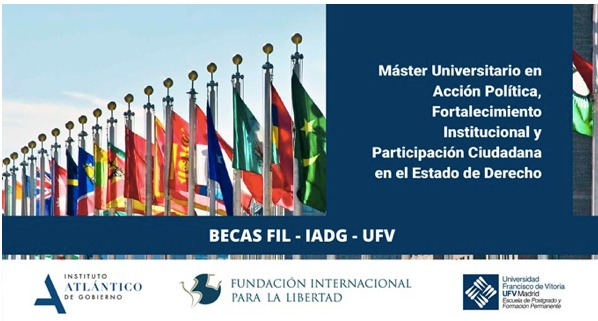 Máster Universitario en
Acción Política,
Fortalecimiento
Institucional y
Participación Ciudadana
en el Estado de Derecho
BECAS FIL - IADG - UFV
INSTITUTO
ATLÁNTICO
DE GOBIERNO
FUNDACIÓN INTERNACIONAL
PARA LA LIBERTAD
Universidad
Francisco de Vitoria
UFV Madrid
Escuela de Postgrado y
Formación Permanente